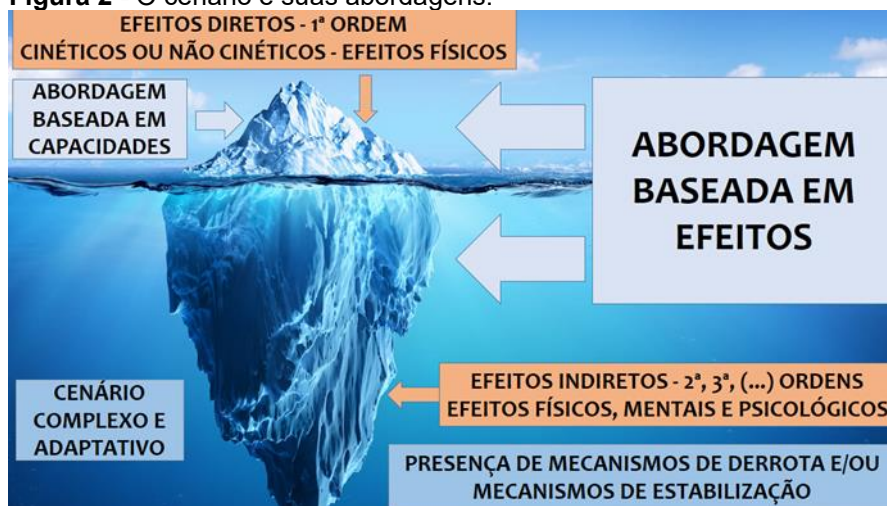 Figura 2 - O cenário e suas abordagens.
EFEITOS DIRETOS - 1ª ORDEM
CINÉTICOS OU NÃO CINÉTICOS - EFEITOS FÍSICOS
ABORDAGEM
BASEADA EM
CAPACIDADES
ABORDAGEM
BASEADA EM
EFEITOS
EFEITOS INDIRETOS - 2ª, 3ª, (...) ORDENS
EFEITOS FÍSICOS, MENTAIS E PSICOLÓGICOS
CENÁRIO
COMPLEXO E
ADAPTATIVO
PRESENÇA DE MECANISMOS DE DERROTA E/OU
MECANISMOS DE ESTABILIZAÇÃO